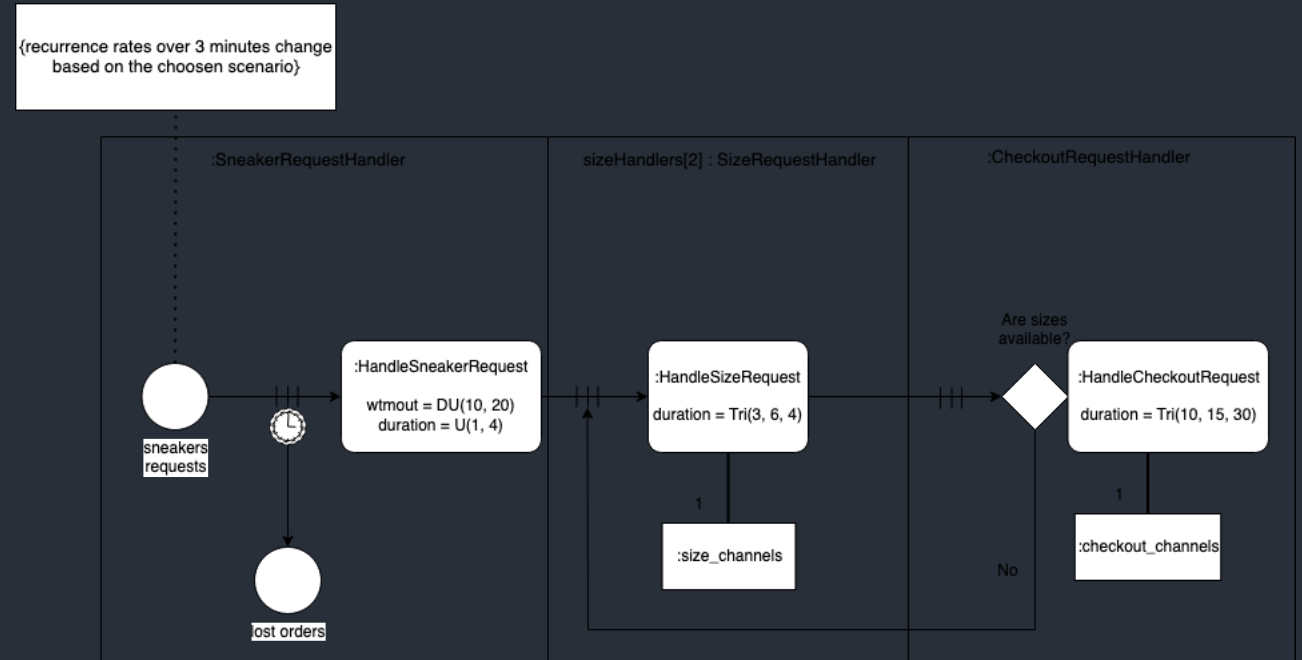 {recurrence rates over 3 minutes change
based on the choosen scenario}
:SneakerRequestHandler
sizeHandlers[2] : SizeRequestHandler
:CheckoutRequestHandler
Are sizes
available?
:HandleSneakerRequest
wtmout = DU(10, 20)
duration = U(1, 4)
:HandleSizeRequest
duration = Tri(3, 6, 4)
:HandleCheckoutRequest
duration = Tri(10, 15, 30)
sneakers
requests
1
:size_channels
1
:checkout_channels
No
lost orders